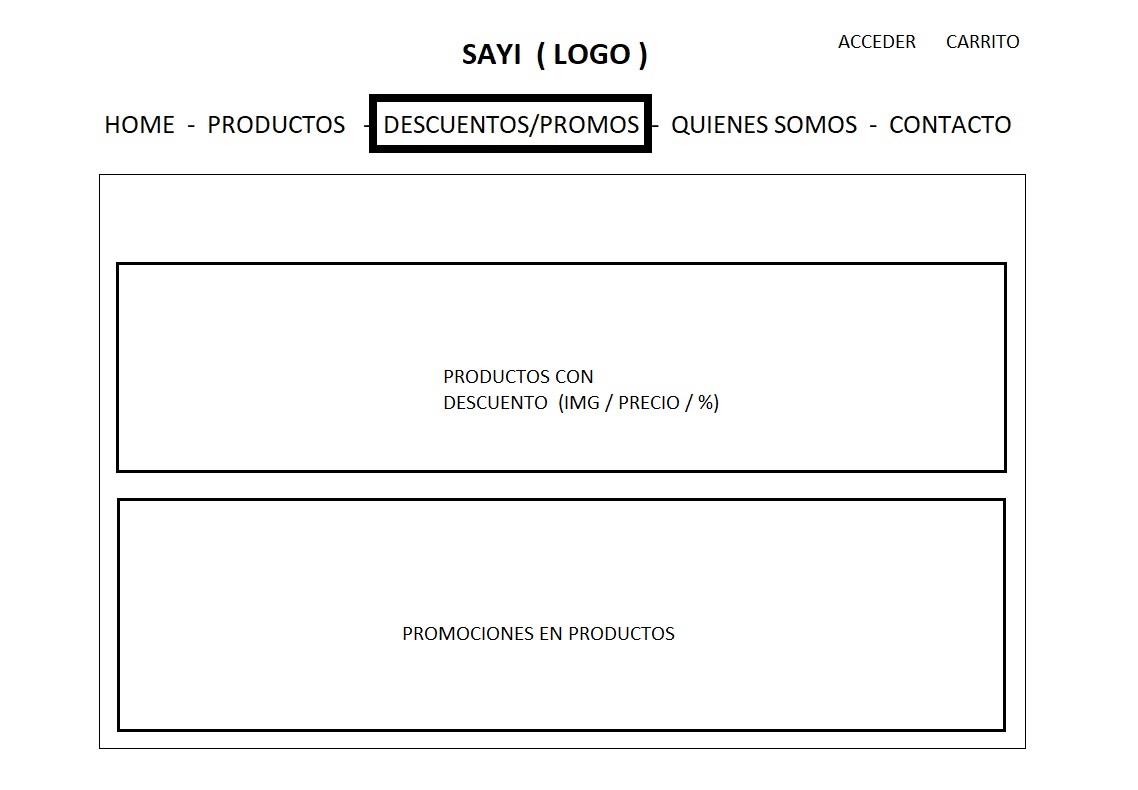 ACCEDER CARRITO
SAYI ( LOGO )
HOME - PRODUCTOS - DESCUENTOS/PROMOS - QUIENES SOMOS - CONTACTO
PRODUCTOS CON
DESCUENTO (IMG / PRECIO / %)
PROMOCIONES EN PRODUCTOS